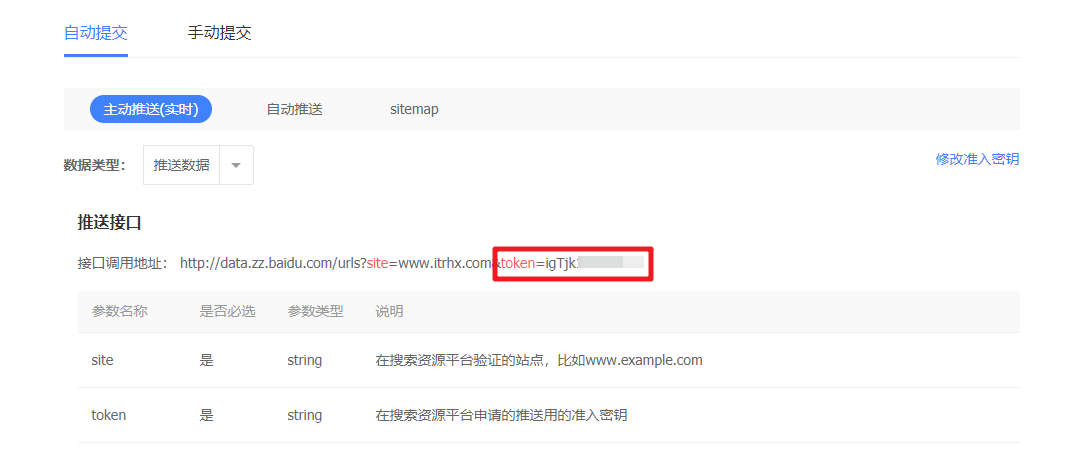 自动提交 手动提交
主动推送(实时) 自动推送 sitemap
数据类型： 推送数据 修改准入密钥
推送接口
接口调用地址： http://data.zz.baidu.com/urls?site=www.itrhx.com&token=igTjk
参数名称 是否必选 参数类型 说明
site 是 string 在搜索资源平台验证的站点，比如www.example.com
token 是 string 在搜索资源平台申请的推送用的准入密钥